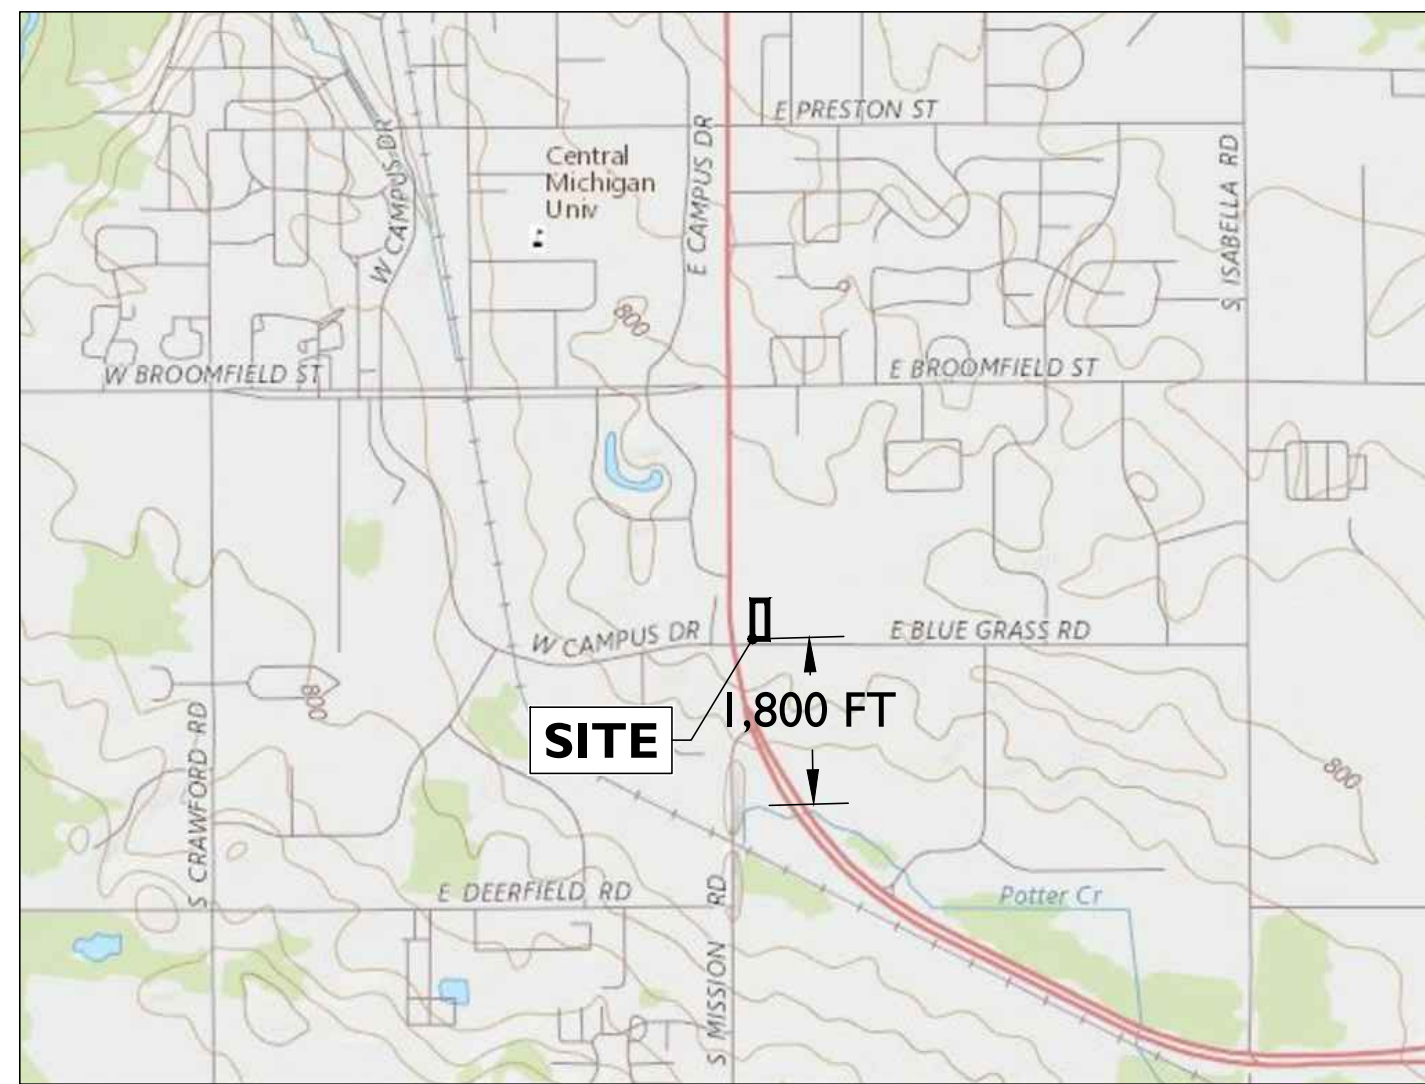 E PRESTON ST
Central
Michigan
Univ
W CAMPUS DR
E CAMPUS DR
S ISABELLA RD
800
W BROOMFIELD ST
E BROOMFIELD ST
W CAMPUS DR
E BLUE GRASS RD
800
SITE
1,800 FT
S CRAWFORD RD
800
E DEERFIELD RD
Potter Cr
S MISSION RD